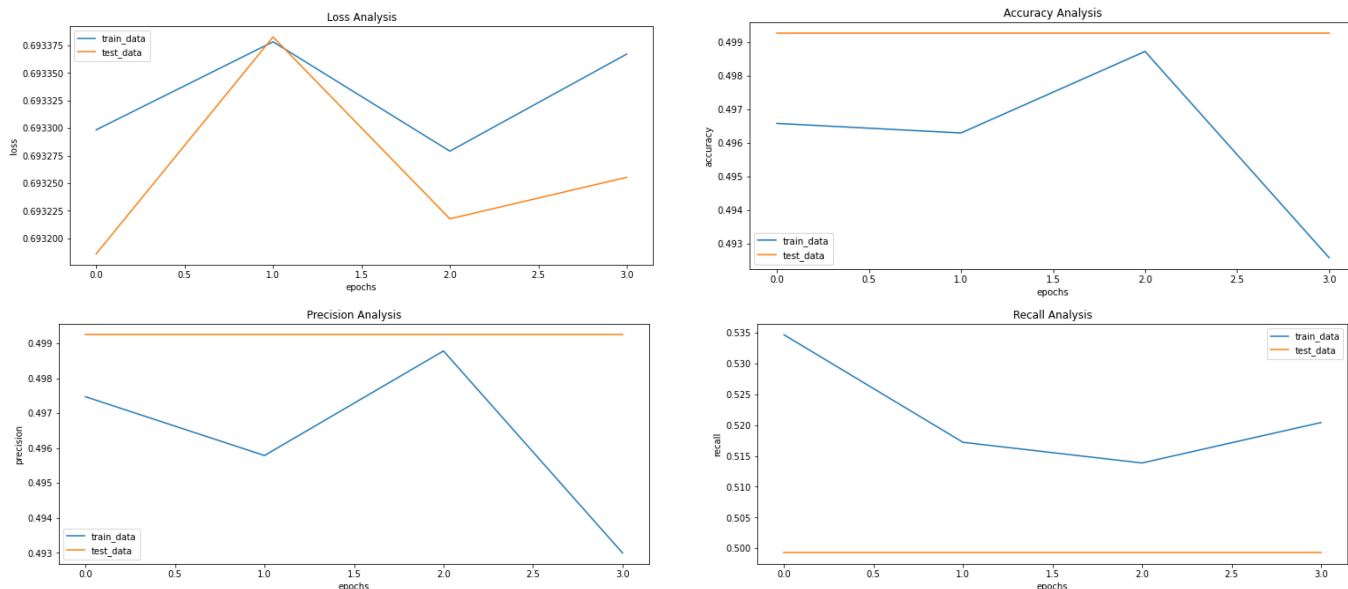 Loss Analysis
train_data
test_data
0.693375
0.693350
0.693325
0.693300
0.693275
0.693250
0.693225
0.693200
loss
0.0 0.5 1.0 1.5 2.0 2.5 3.0
epochs
Accuracy Analysis
0.499
0.498
0.497
0.496
0.495
0.494
0.493
accuracy
train_data
test_data
0.0 0.5 1.0 1.5 2.0 2.5 3.0
epochs
Precision Analysis
0.499
0.498
0.497
0.496
0.495
0.494
0.493
precision
train_data
test_data
0.0 0.5 1.0 1.5 2.0 2.5 3.0
epochs
Recall Analysis
train_data
test_data
0.535
0.530
0.525
0.520
0.515
0.510
0.505
0.500
recall
0.0 0.5 1.0 1.5 2.0 2.5 3.0
epochs